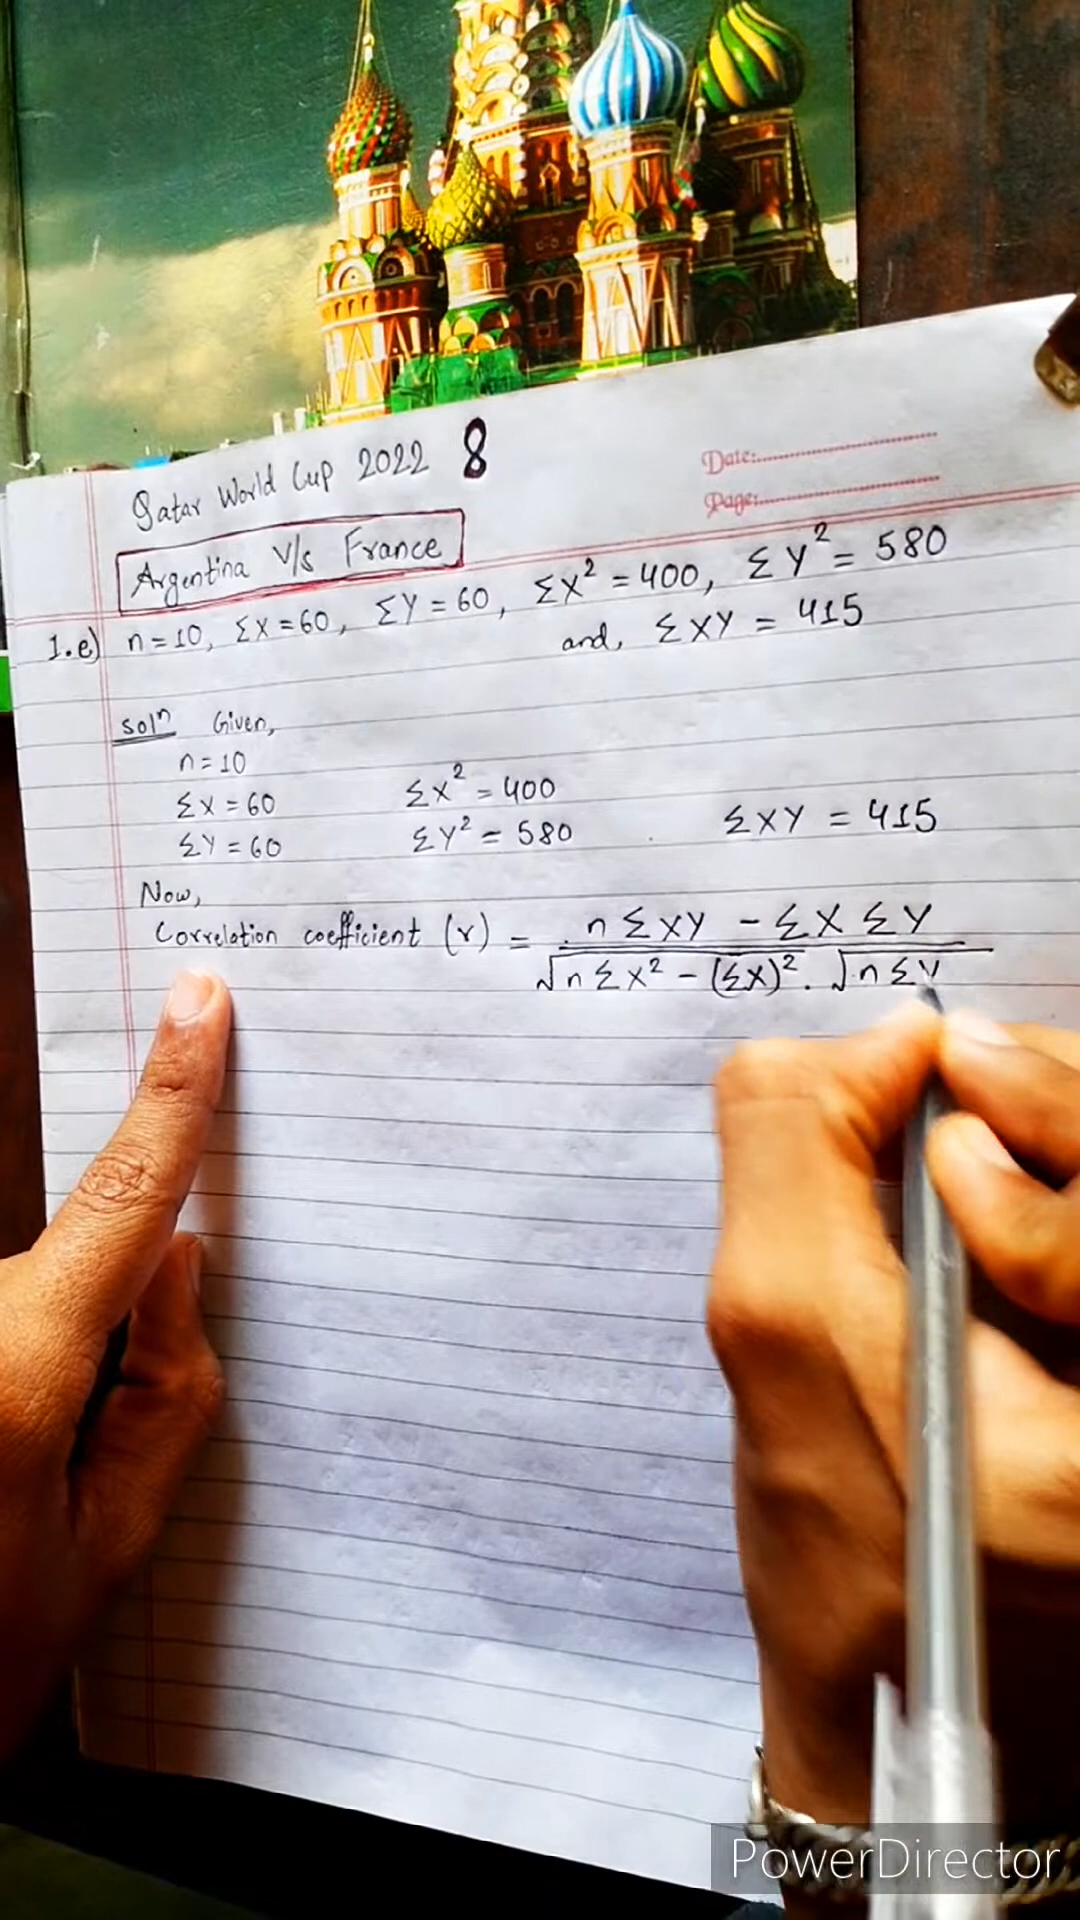 Qatar World Cup 2022 8
Date:
Page:
Argentina V/s France
1.e) n = 10, ΣX = 60, ΣY = 60, ΣX² = 400, ΣY² = 580
and, ΣXY = 415
Solⁿ Given,
n = 10
ΣX = 60 ΣX² = 400
ΣY = 60 ΣY² = 580 ΣXY = 415
Now,
Correlation coefficient (r) = nΣXY - ΣX ΣY
√nΣX² - (ΣX)² . √nΣY
PowerDirector